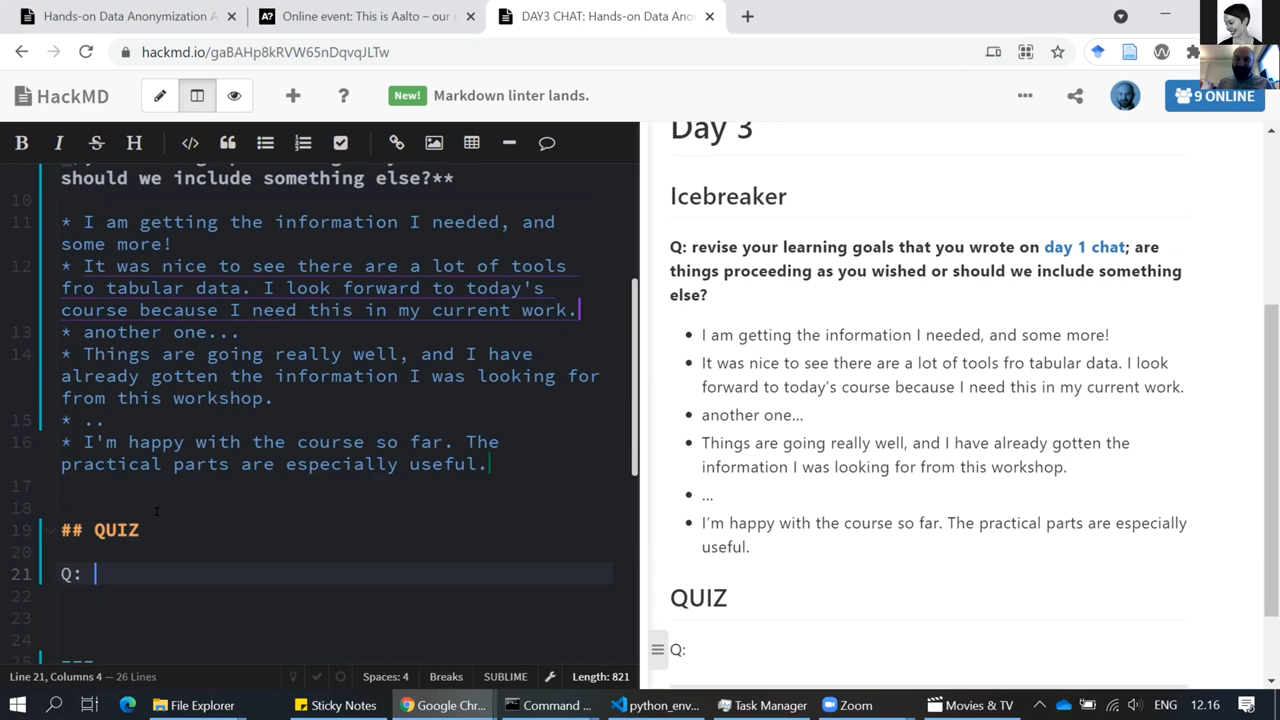 Hands-on Data Anonymization A
Online event: This is Aalto – our e
DAY3 CHAT: Hands-on Data Ano
hackmd.io/gaBAHp8kRVW65nDqvqJLTw
HackMD
New! Markdown linter lands.
9 ONLINE
should we include something else?**
10
11 * I am getting the information I needed, and
some more!
12 * It was nice to see there are a lot of tools
fro tabular data. I look forward to today's
course because I need this in my current work.
13 * another one...
14 * Things are going really well, and I have
already gotten the information I was looking for
from this workshop.
15 * ..
16 * I'm happy with the course so far. The
practical parts are especially useful.
17
18
19 ## QUIZ
20
21 Q:
22
23
24
25 ===
Line 21, Columns 4 — 26 Lines
Spaces: 4
Breaks
SUBLIME
Length: 821
Day 3
Icebreaker
Q: revise your learning goals that you wrote on day 1 chat; are
things proceeding as you wished or should we include something
else?
• I am getting the information I needed, and some more!
• It was nice to see there are a lot of tools fro tabular data. I look
forward to today’s course because I need this in my current work.
• another one…
• Things are going really well, and I have already gotten the
information I was looking for from this workshop.
• …
• I’m happy with the course so far. The practical parts are especially
useful.
QUIZ
Q:
File Explorer
Sticky Notes
Google Chr...
Command ...
python_env...
Task Manager
Zoom
Movies & TV
ENG
12.16